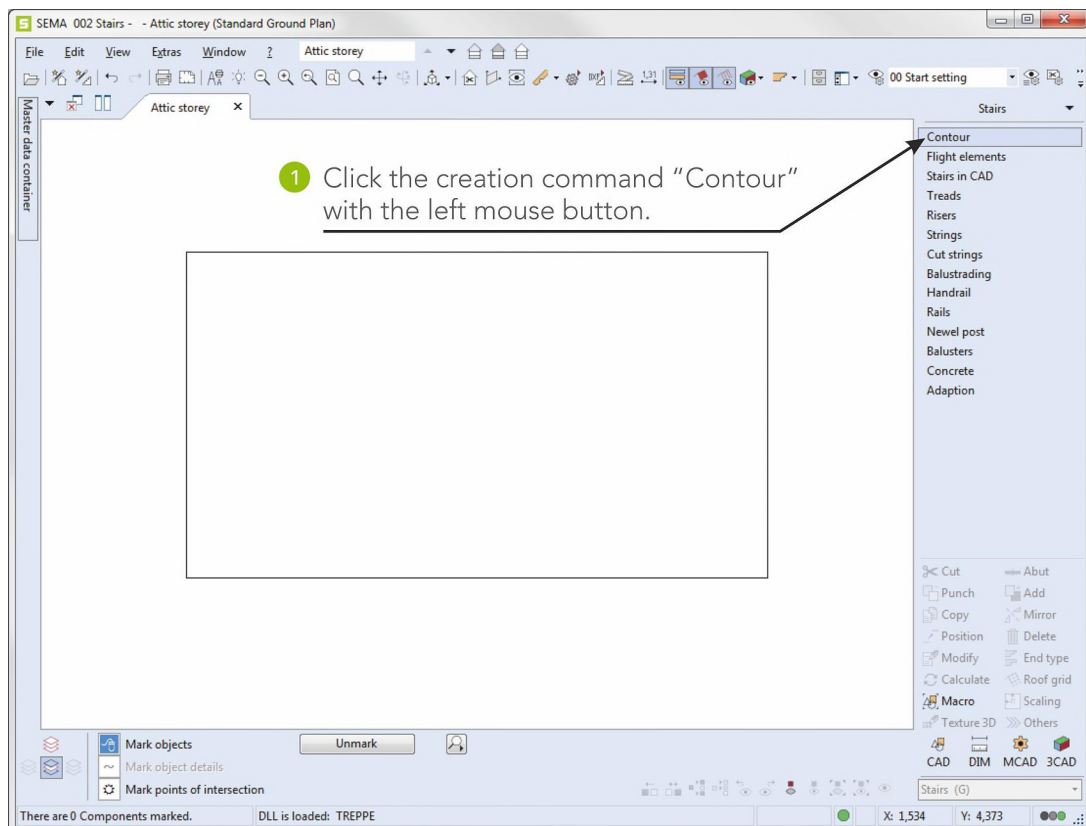 SEMA 002 Stairs - - Attic storey (Standard Ground Plan)
File Edit View Extras Window ? Attic storey
1,31 00 Start setting
Master data container
Attic storey
Stairs
Contour
Flight elements
Stairs in CAD
Treads
Risers
Strings
Cut strings
Balustrading
Handrail
Rails
Newel post
Balusters
Concrete
Adaption
1 Click the creation command "Contour"
with the left mouse button.
Cut Abut
Punch Add
Copy Mirror
Position Delete
Modify End type
Calculate Roof grid
Macro Scaling
Texture 3D Others
CAD DIM MCAD 3CAD
Stairs (G)
Mark objects Unmark
Mark object details
Mark points of intersection
There are 0 Components marked. DLL is loaded: TREPPE X: 1,534 Y: 4,373